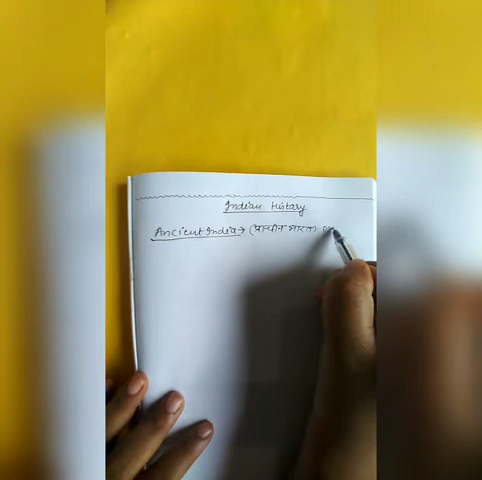 Indian History
Ancient India → (प्राचीन भारत)